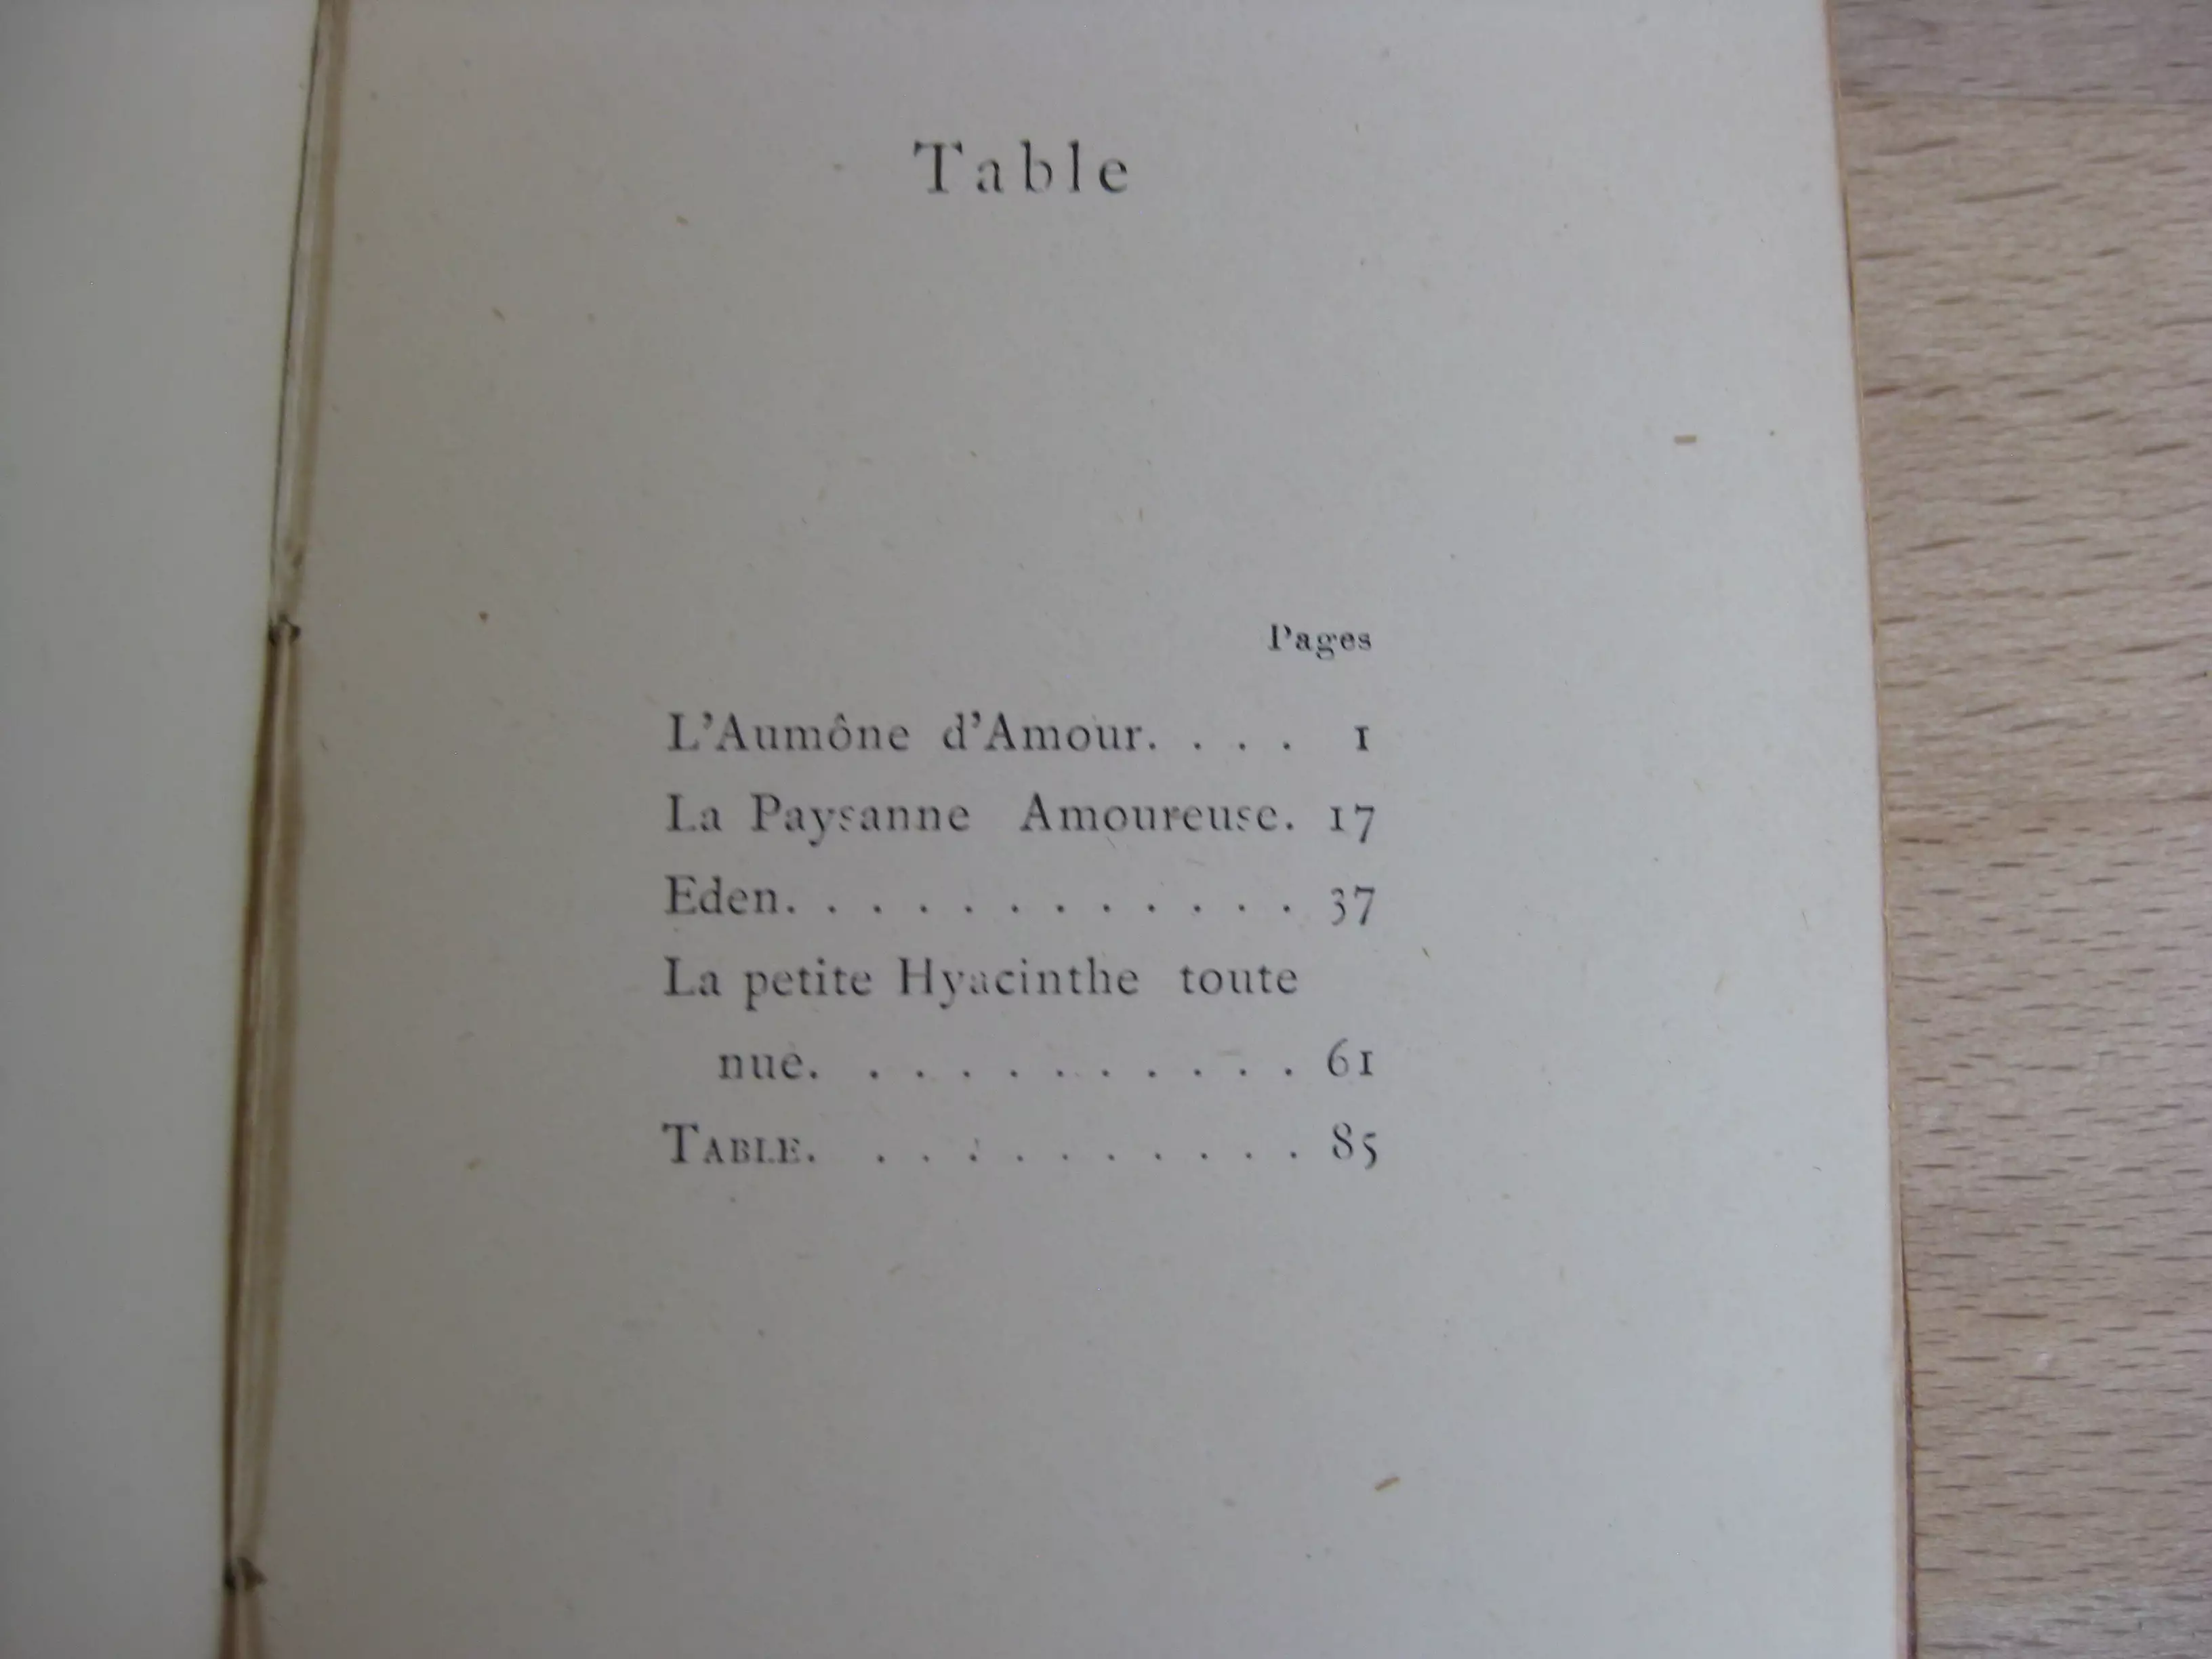 Table
Pages
L'Aumône d'Amour. . . . 1
La Paysanne Amoureuse. 17
Eden. . . . . . . . . . . . 37
La petite Hyacinthe toute
nue. . . . . . . . . . . 61
TABLE. . . . . . . . . . . 85